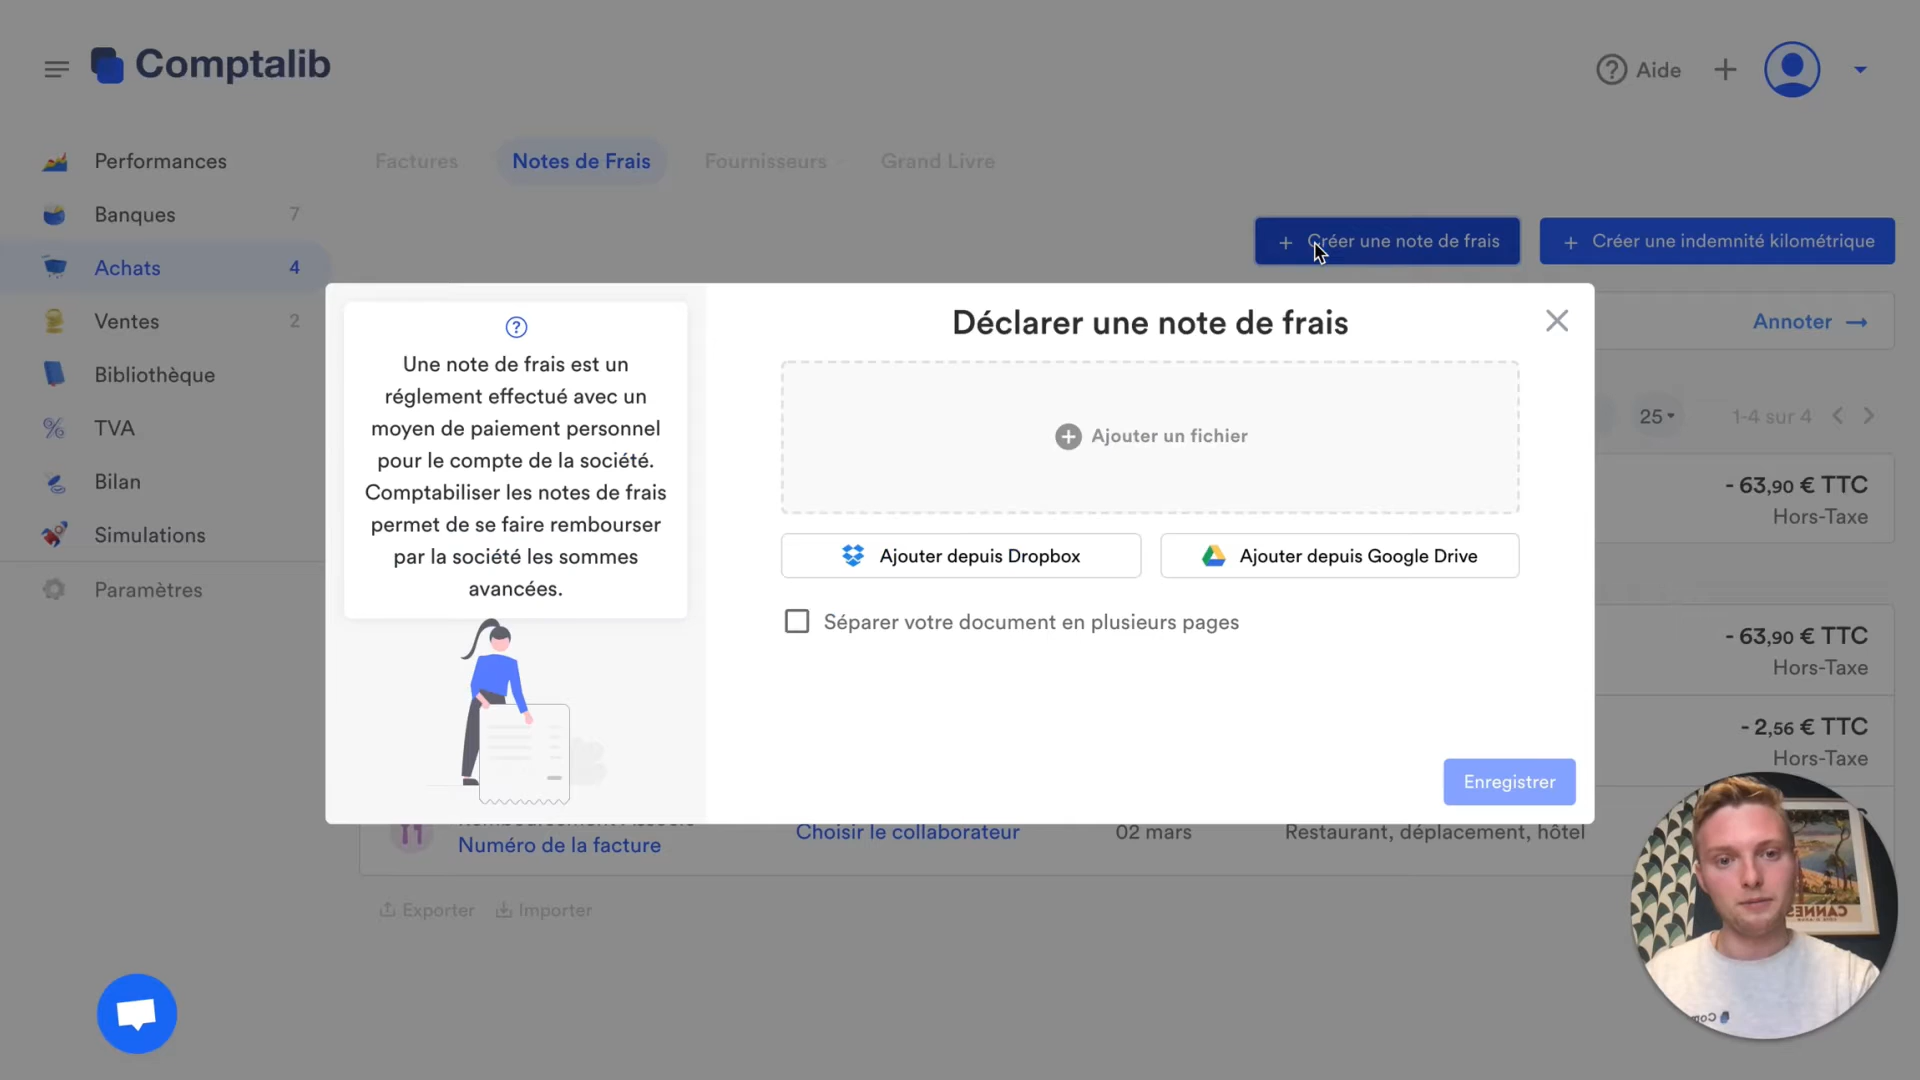 Comptalib
Aide
Performances
Factures
Notes de Frais
Fournisseurs
Grand Livre
Banques 7
+ Créer une note de frais
+ Créer une indemnité kilométrique
Achats 4
Ventes 2
Annoter →
Bibliothèque
TVA
Bilan
Simulations
Paramètres
25
1-4 sur 4
- 63,90 € TTC
Hors-Taxe
- 63,90 € TTC
Hors-Taxe
- 2,56 € TTC
Hors-Taxe
?
Une note de frais est un
réglement effectué avec un
moyen de paiement personnel
pour le compte de la société.
Comptabiliser les notes de frais
permet de se faire rembourser
par la société les sommes
avancées.
Déclarer une note de frais
Ajouter un fichier
Ajouter depuis Dropbox
Ajouter depuis Google Drive
Séparer votre document en plusieurs pages
Enregistrer
Numéro de la facture
Choisir le collaborateur
02 mars
Restaurant, déplacement, hôtel
Exporter
Importer
CANNES